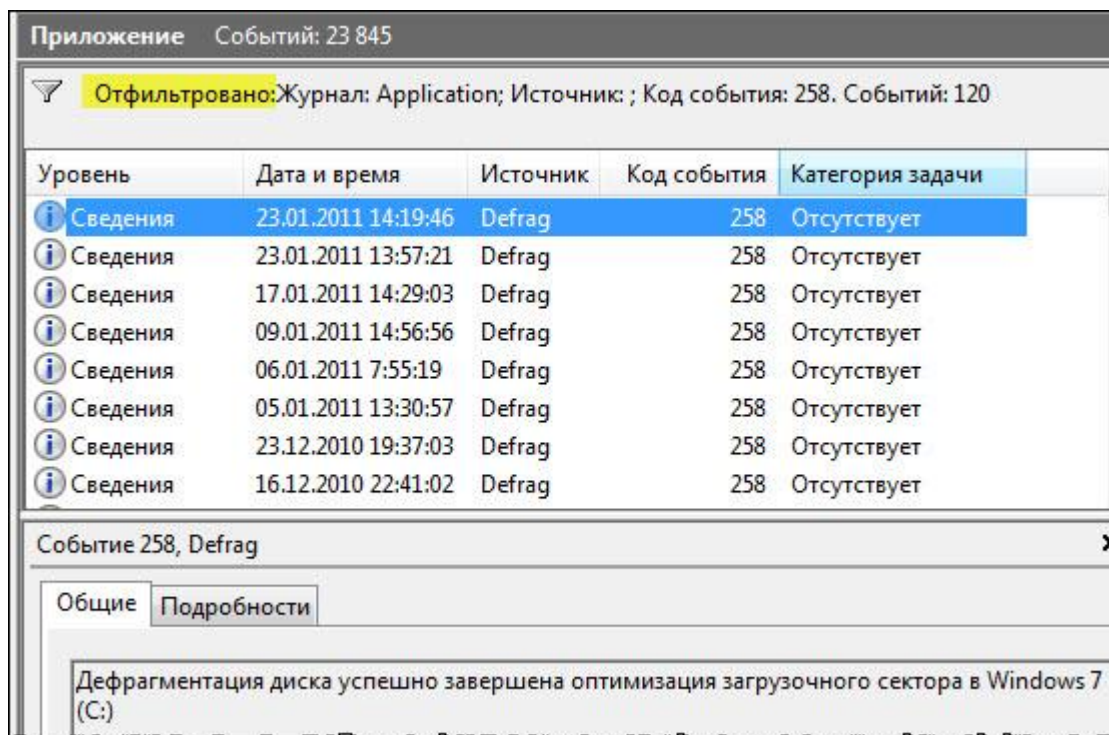 Приложение Событий: 23 845
Отфильтровано:Журнал: Application; Источник: ; Код события: 258. Событий: 120
Уровень Дата и время Источник Код события Категория задачи
Сведения 23.01.2011 14:19:46 Defrag 258 Отсутствует
Сведения 23.01.2011 13:57:21 Defrag 258 Отсутствует
Сведения 17.01.2011 14:29:03 Defrag 258 Отсутствует
Сведения 09.01.2011 14:56:56 Defrag 258 Отсутствует
Сведения 06.01.2011 7:55:19 Defrag 258 Отсутствует
Сведения 05.01.2011 13:30:57 Defrag 258 Отсутствует
Сведения 23.12.2010 19:37:03 Defrag 258 Отсутствует
Сведения 16.12.2010 22:41:02 Defrag 258 Отсутствует
Событие 258, Defrag
Общие Подробности
Дефрагментация диска успешно завершена оптимизация загрузочного сектора в Windows 7
(C:)